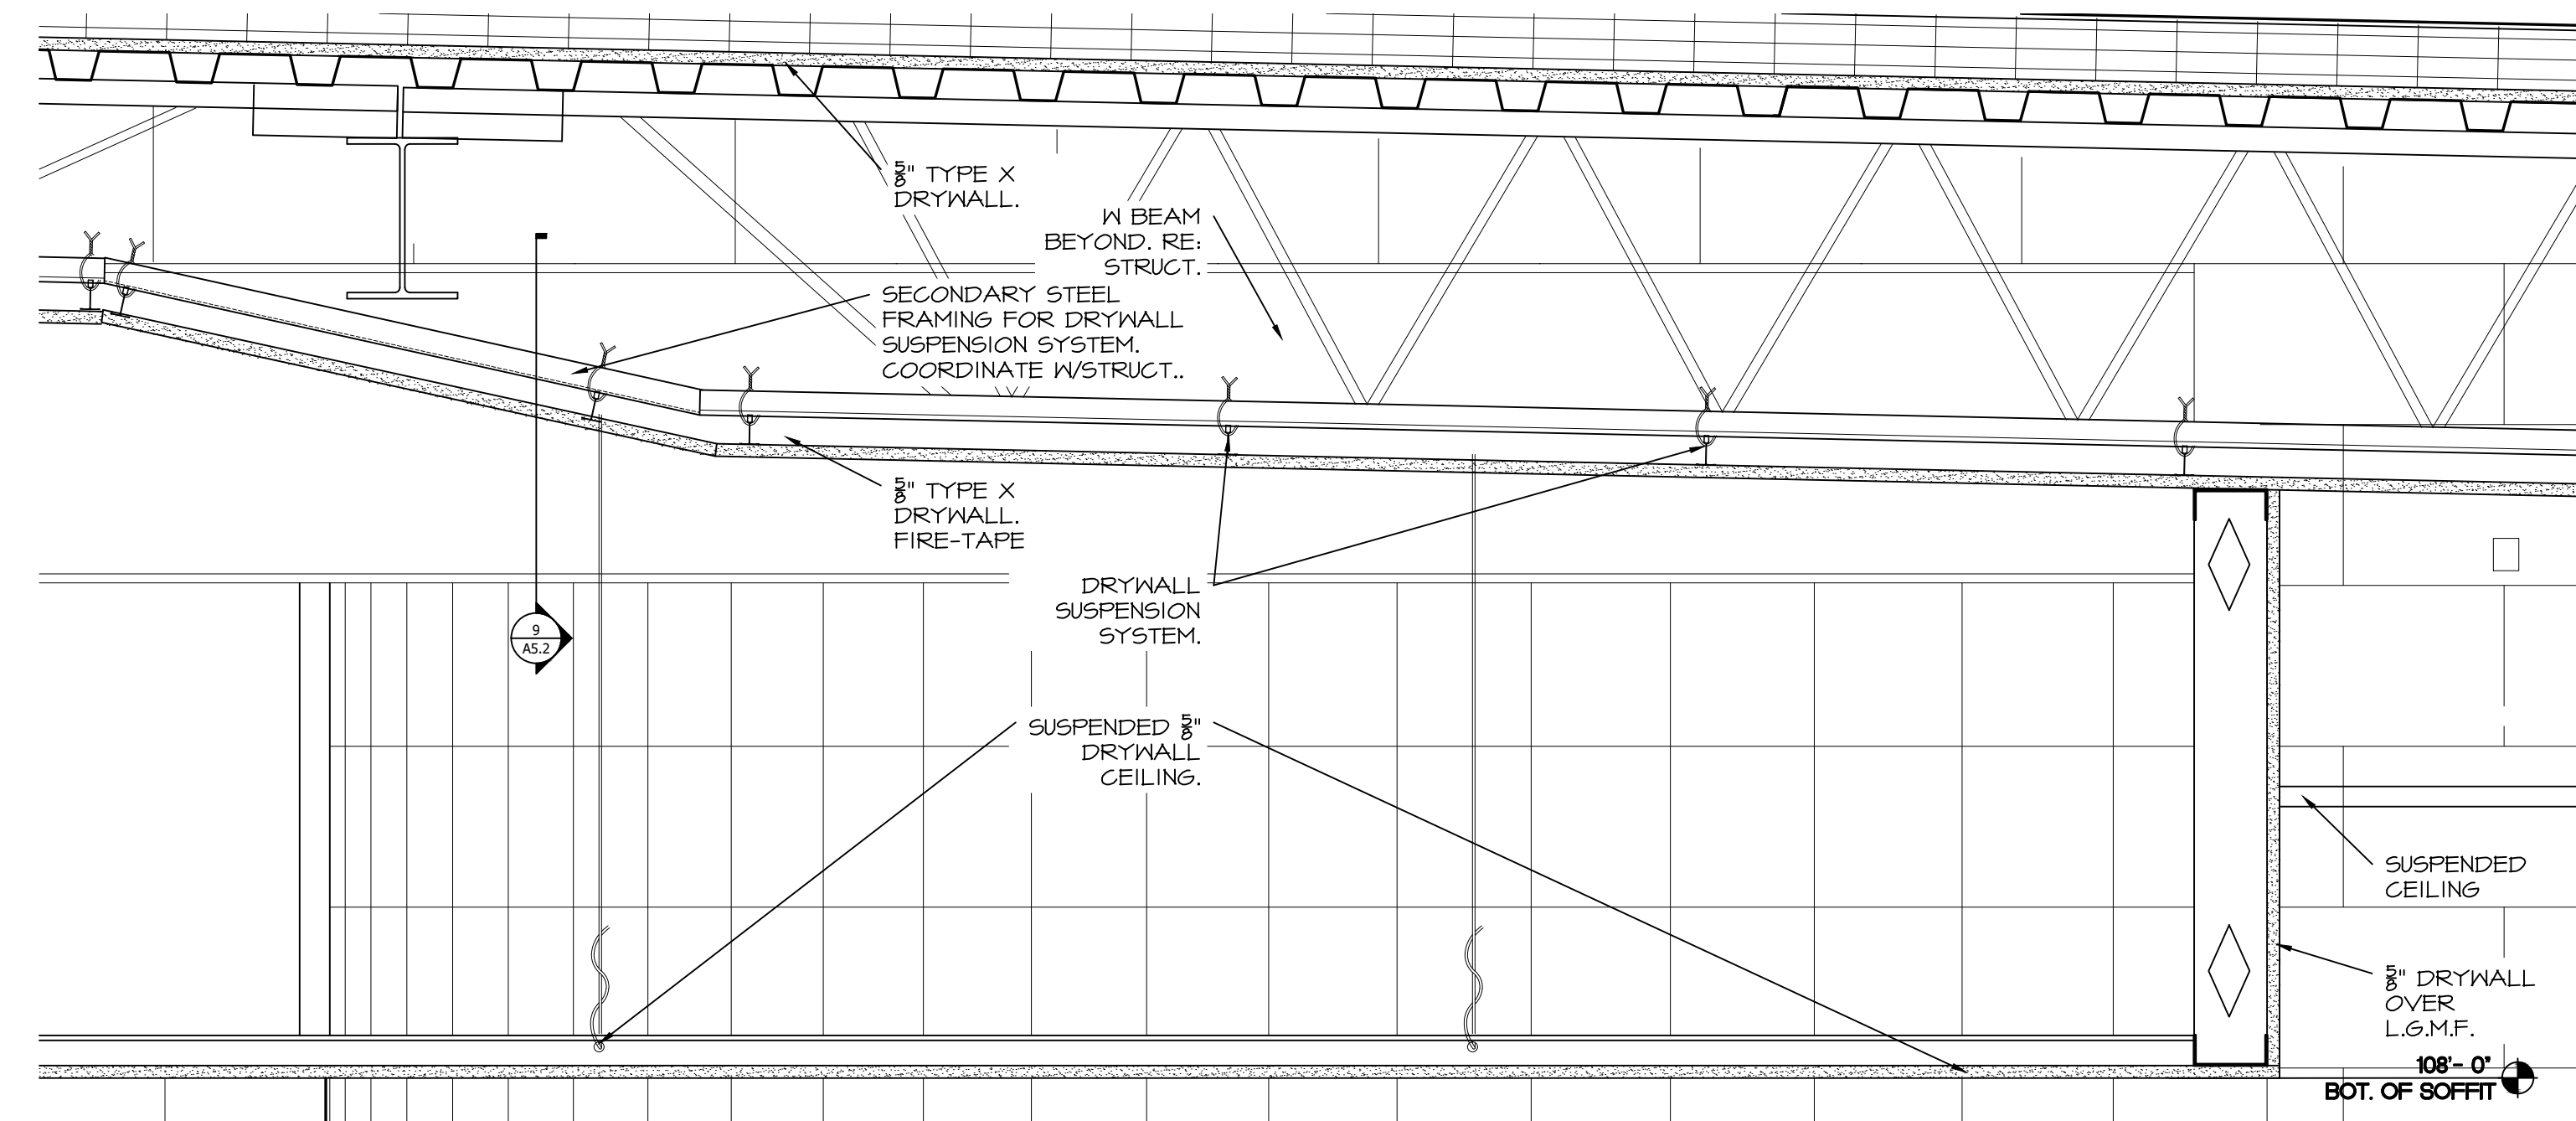 5/8" TYPE X
DRYWALL.
W BEAM
BEYOND. RE:
STRUCT.
SECONDARY STEEL
FRAMING FOR DRYWALL
SUSPENSION SYSTEM.
COORDINATE W/STRUCT..
5/8" TYPE X
DRYWALL.
FIRE-TAPE
DRYWALL
SUSPENSION
SYSTEM.
9
A5.2
SUSPENDED 5/8"
DRYWALL
CEILING.
SUSPENDED
CEILING
5/8" DRYWALL
OVER
L.G.M.F.
108'- 0"
BOT. OF SOFFIT